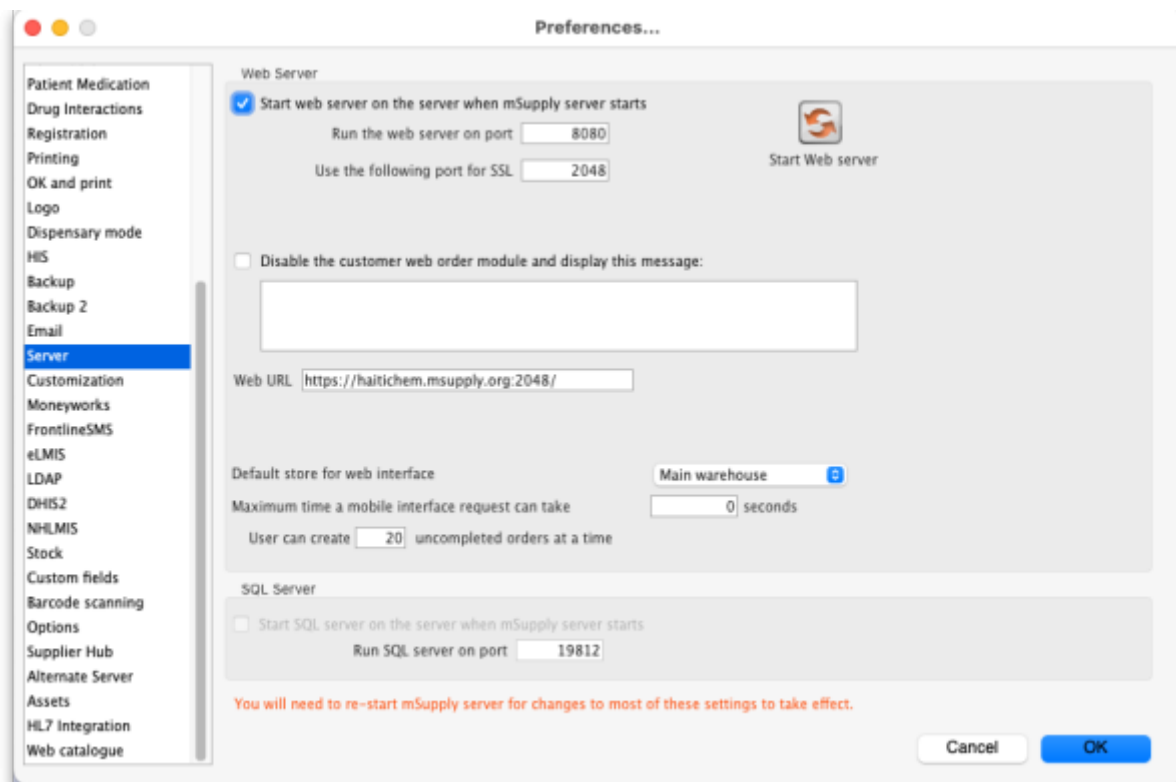 Preferences...
Patient Medication
Drug Interactions
Registration
Printing
OK and print
Logo
Dispensary mode
HIS
Backup
Backup 2
Email
Server
Customization
Moneyworks
FrontlineSMS
eLMIS
LDAP
DHIS2
NHLMIS
Stock
Custom fields
Barcode scanning
Options
Supplier Hub
Alternate Server
Assets
HL7 Integration
Web catalogue
Web Server
Start web server on the server when mSupply server starts
Run the web server on port 8080
Use the following port for SSL 2048
Start Web server
Disable the customer web order module and display this message:
Web URL https://haitichem.msupply.org:2048/
Default store for web interface Main warehouse
Maximum time a mobile interface request can take 0 seconds
User can create 20 uncompleted orders at a time
SQL Server
Start SQL server on the server when mSupply server starts
Run SQL server on port 19812
You will need to re-start mSupply server for changes to most of these settings to take effect.
Cancel OK